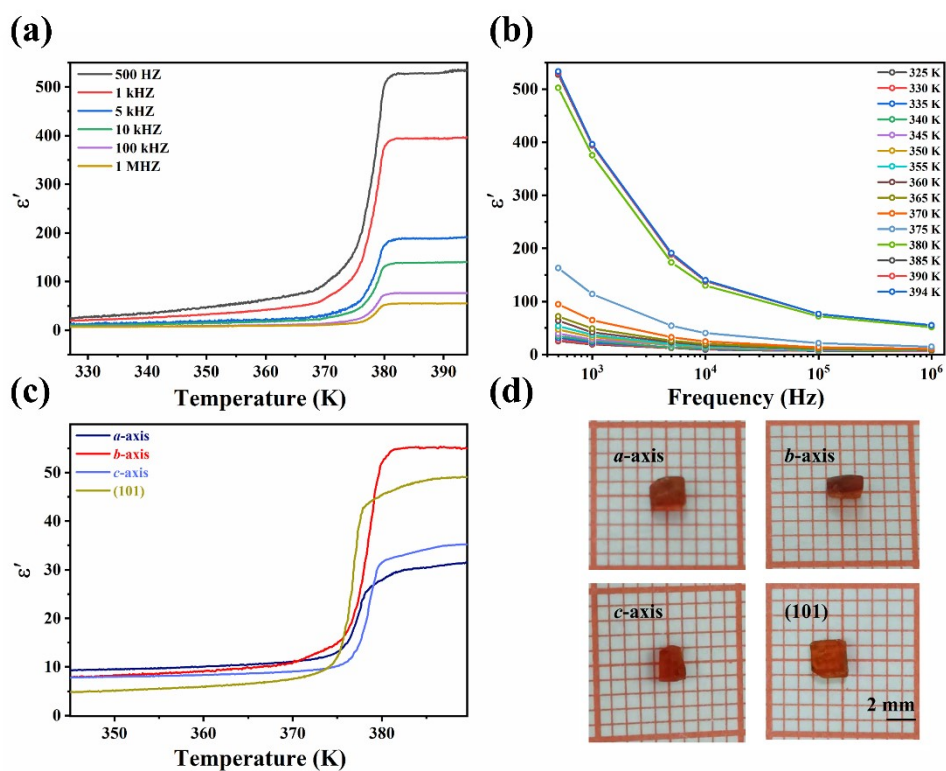 (a)
500 HZ
1 kHZ
5 kHZ
10 kHZ
100 kHZ
1 MHZ
500
400
300
200
100
0
330 340 350 360 370 380 390
ε′
Temperature (K)
(b)
325 K
330 K
335 K
340 K
345 K
350 K
355 K
360 K
365 K
370 K
375 K
380 K
385 K
390 K
394 K
500
400
300
200
100
0
10³ 10⁴ 10⁵ 10⁶
ε′
Frequency (Hz)
(c)
a-axis
b-axis
c-axis
(101)
60
50
40
30
20
10
0
350 360 370 380
ε′
Temperature (K)
(d)
a-axis
b-axis
c-axis
(101)
2 mm